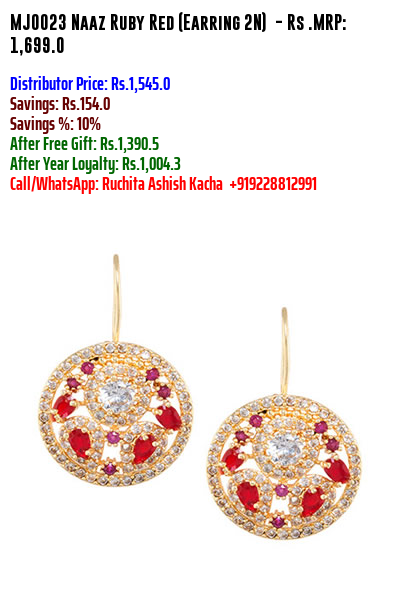 MJ0023 Naaz Ruby Red (Earring 2N) - Rs .MRP:
1,699.0
Distributor Price: Rs.1,545.0
Savings: Rs.154.0
Savings %: 10%
After Free Gift: Rs.1,390.5
After Year Loyalty: Rs.1,004.3
Call/WhatsApp: Ruchita Ashish Kacha +919228812991